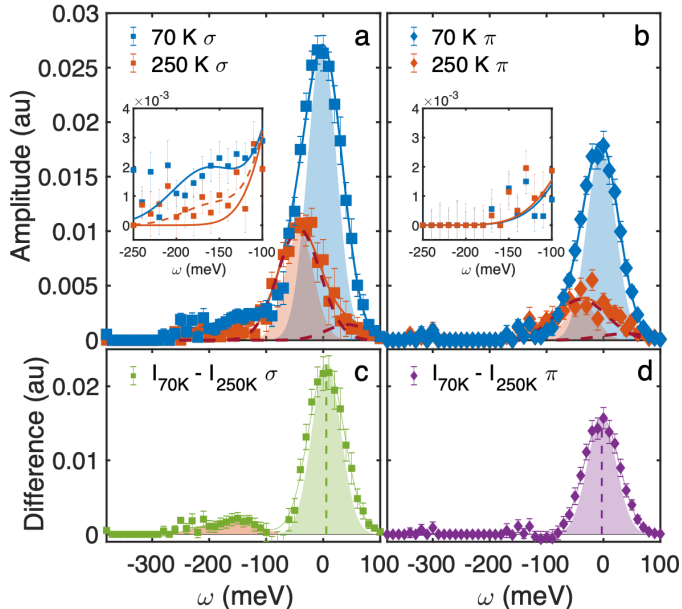 a
70 K σ
250 K σ
b
70 K π
250 K π
Amplitude (au)
0.03
0.025
0.02
0.015
0.01
0.005
0
×10⁻³
4
3
2
1
0
-250
-200
-150
-100
ω (meV)
×10⁻³
4
3
2
1
0
-250
-200
-150
-100
ω (meV)
c
I₇₀K - I₂₅₀K σ
d
I₇₀K - I₂₅₀K π
Difference (au)
0.02
0.01
0
-300 -200 -100 0 100
-300 -200 -100 0 100
ω (meV)
ω (meV)